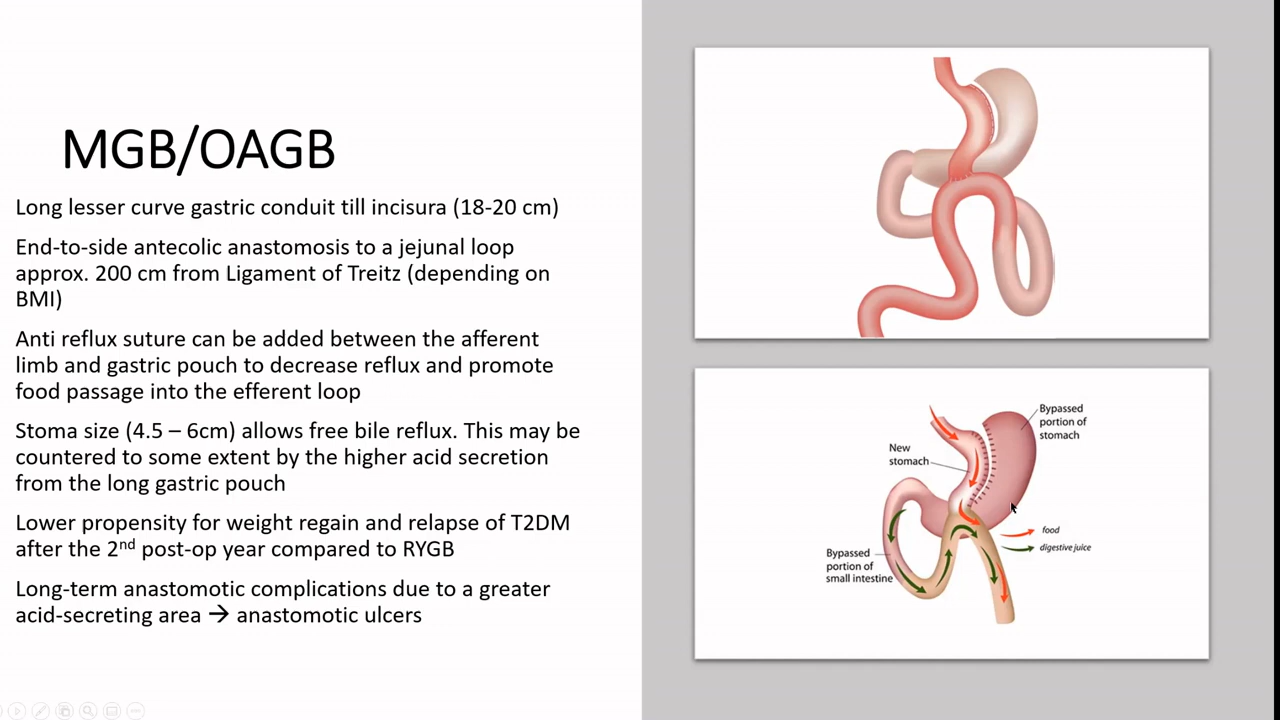 MGB/OAGB
Long lesser curve gastric conduit till incisura (18-20 cm)
End-to-side antecolic anastomosis to a jejunal loop
approx. 200 cm from Ligament of Treitz (depending on
BMI)
Anti reflux suture can be added between the afferent
limb and gastric pouch to decrease reflux and promote
food passage into the efferent loop
Stoma size (4.5 – 6cm) allows free bile reflux. This may be
countered to some extent by the higher acid secretion
from the long gastric pouch
Lower propensity for weight regain and relapse of T2DM
after the 2nd post-op year compared to RYGB
Long-term anastomotic complications due to a greater
acid-secreting area → anastomotic ulcers
Bypassed
portion of
stomach
New
stomach
food
digestive juice
Bypassed
portion of
small intestine